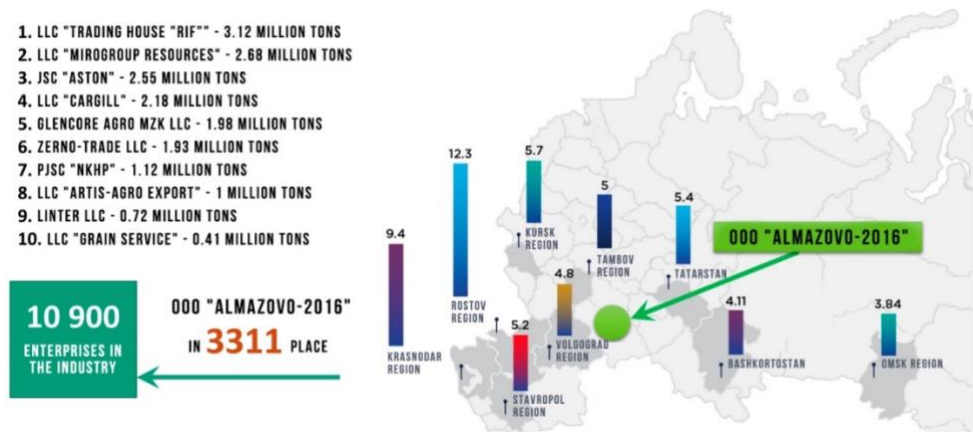 1. LLC "TRADING HOUSE "RIF"" - 3.12 MILLION TONS
2. LLC "MIROGROUP RESOURCES" - 2.68 MILLION TONS
3. JSC "ASTON" - 2.55 MILLION TONS
4. LLC "CARGILL" - 2.18 MILLION TONS
5. GLENCORE AGRO MZK LLC - 1.98 MILLION TONS
6. ZERNO-TRADE LLC - 1.93 MILLION TONS
7. PJSC "NKHP" - 1.12 MILLION TONS
8. LLC "ARTIS-AGRO EXPORT" - 1 MILLION TONS
9. LINTER LLC - 0.72 MILLION TONS
10. LLC "GRAIN SERVICE" - 0.41 MILLION TONS
10 900
ENTERPRISES IN
THE INDUSTRY
OOO "ALMAZOVO-2016"
IN 3311 PLACE
9.4
KRASNODAR
REGION
12.3
ROSTOV
REGION
5.7
KURSK
REGION
5
TAMBOV
REGION
5.4
TATARSTAN
OOO "ALMAZOVO-2016"
4.8
VOLGOGRAD
REGION
5.2
STAVROPOL
REGION
4.11
BASHKORTOSTAN
3.84
OMSK REGION